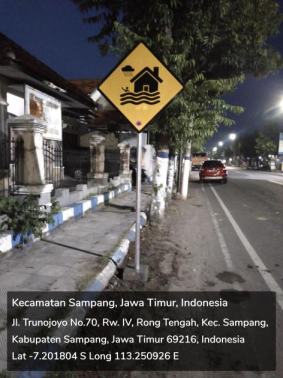 Kecamatan Sampang, Jawa Timur, Indonesia
Jl. Trunojoyo No.70, Rw. IV, Rong Tengah, Kec. Sampang,
Kabupaten Sampang, Jawa Timur 69216, Indonesia
Lat -7.201804 S Long 113.250926 E